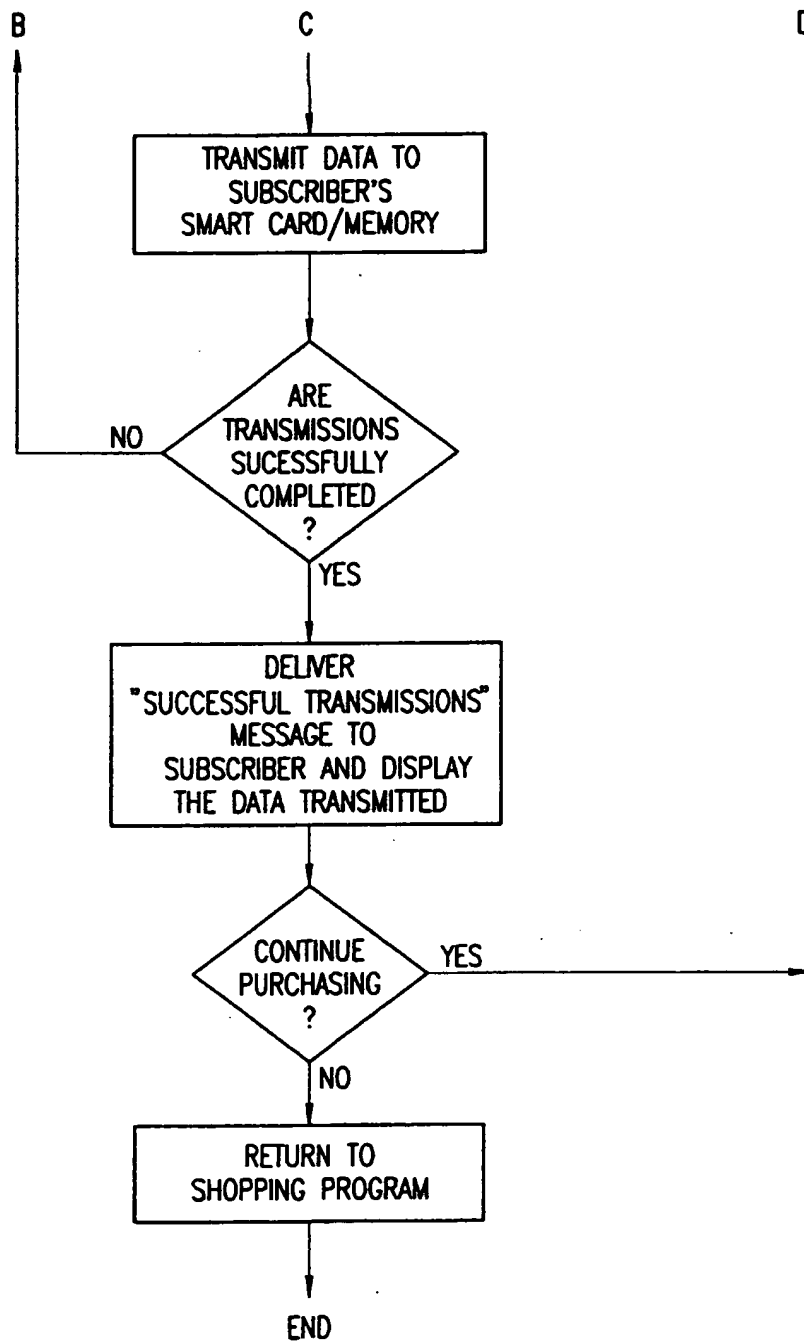 B
C
TRANSMIT DATA TO
SUBSCRIBER'S
SMART CARD/MEMORY
ARE
TRANSMISSIONS
SUCESSFULLY
COMPLETED
?
NO
YES
DELIVER
"SUCCESSFUL TRANSMISSIONS"
MESSAGE TO
SUBSCRIBER AND DISPLAY
THE DATA TRANSMITTED
CONTINUE
PURCHASING
?
YES
NO
RETURN TO
SHOPPING PROGRAM
END